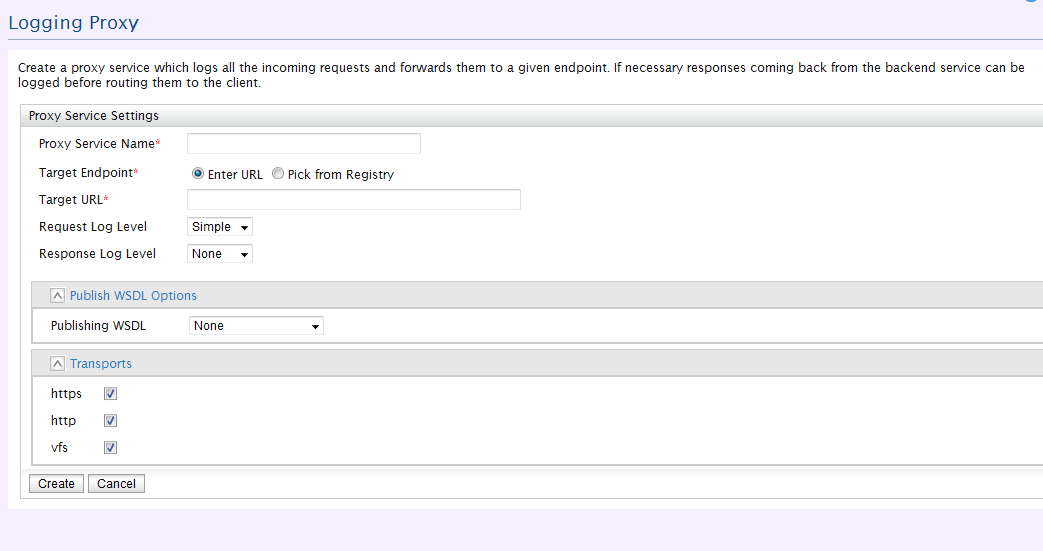 Logging Proxy
Create a proxy service which logs all the incoming requests and forwards them to a given endpoint. If necessary responses coming back from the backend service can be
logged before routing them to the client.
Proxy Service Settings
Proxy Service Name*
Target Endpoint* Enter URL Pick from Registry
Target URL*
Request Log Level Simple
Response Log Level None
Publish WSDL Options
Publishing WSDL None
Transports
https
http
vfs
Create Cancel